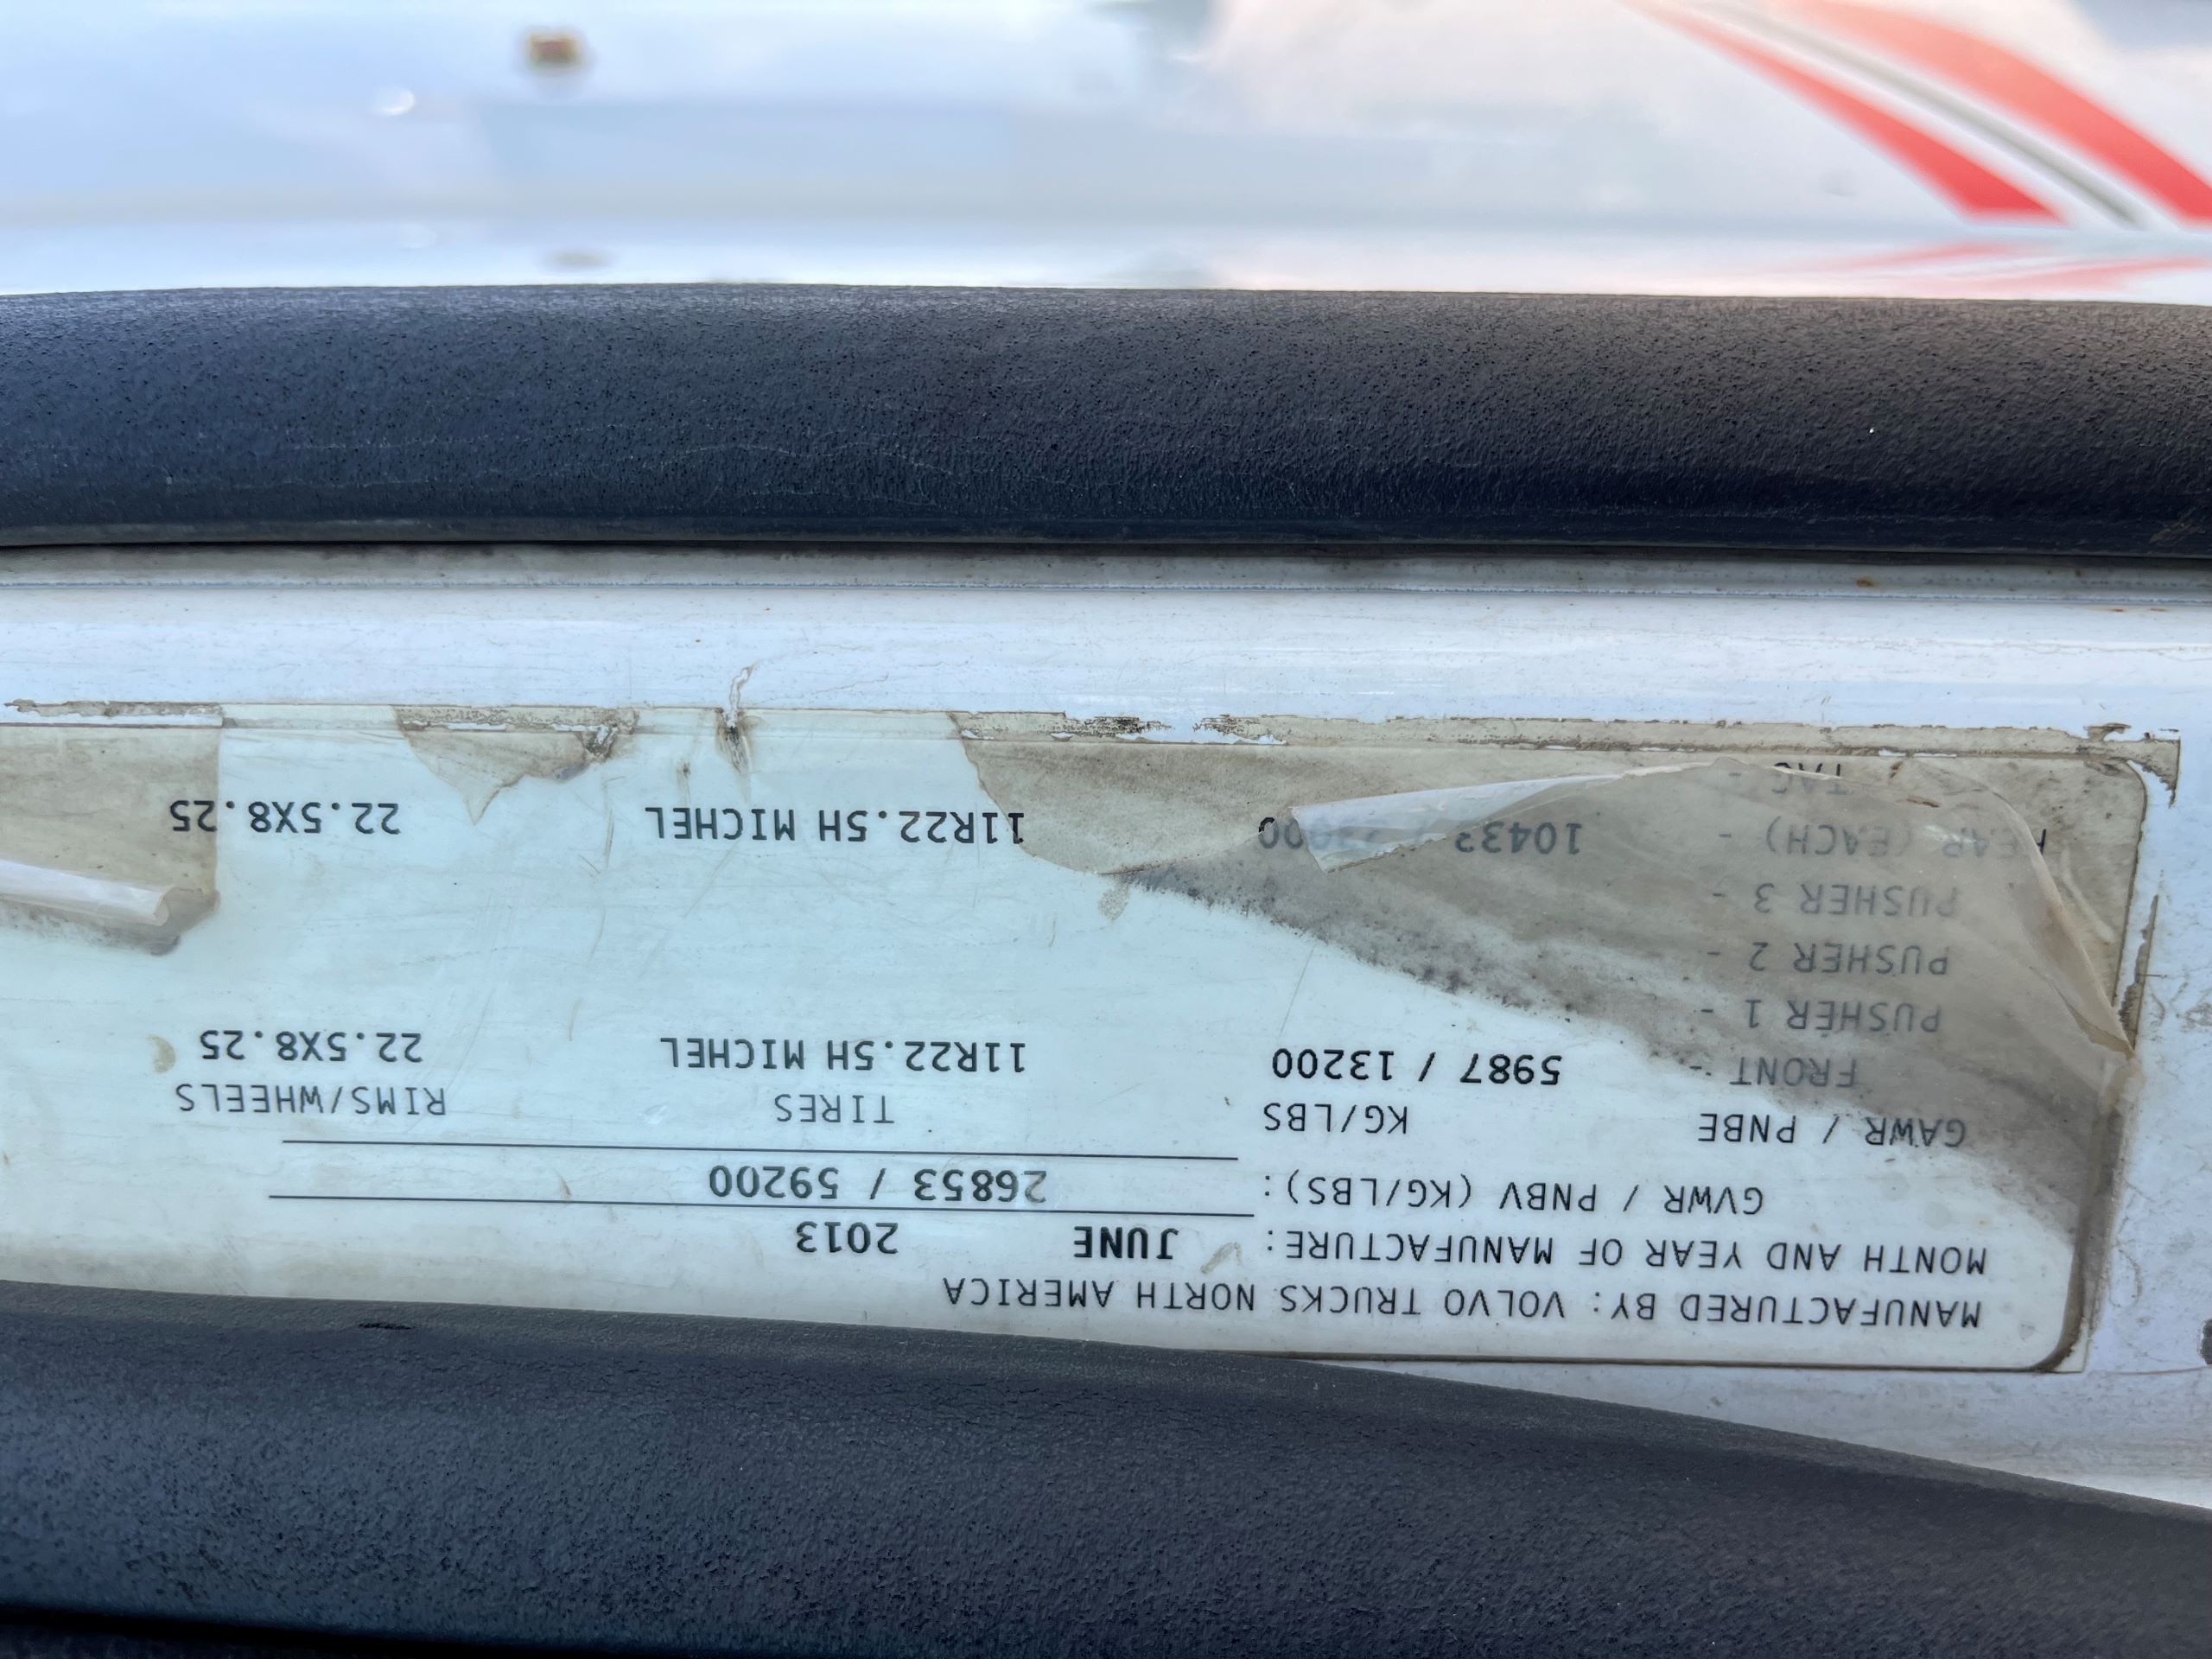 MANUFACTURED BY: VOLVO TRUCKS NORTH AMERICA
MONTH AND YEAR OF MANUFACTURE: JUNE 2013
GVWR / PNBV (KG/LBS): 26853 / 59200
GAWR / PNBE KG/LBS TIRES RIMS/WHEELS
FRONT - 5987 / 13200 11R22.5H MICHEL 22.5X8.25
PUSHER 1 -
PUSHER 2 -
PUSHER 3 -
REAR (EACH) - 10433 / 23000 11R22.5H MICHEL 22.5X8.25
TAG -